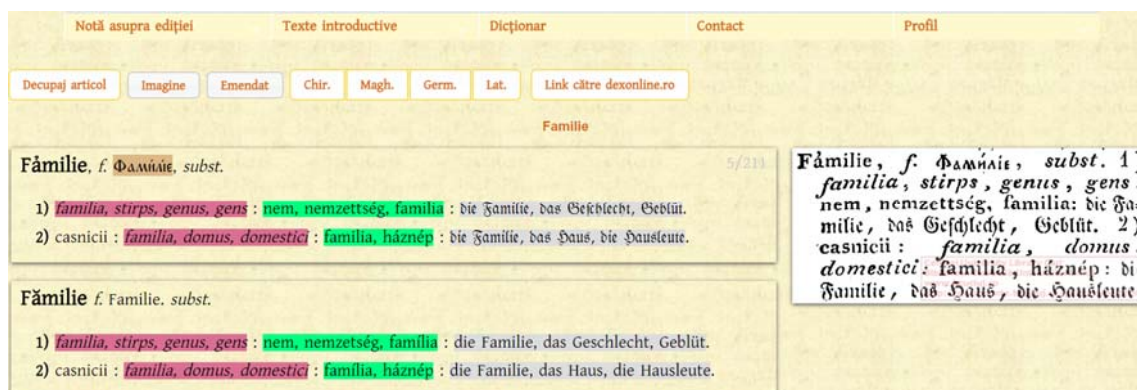 Notă asupra ediției Texte introductive Dicționar Contact Profil
Decupaj articol Imagine Emendat Chir. Magh. Germ. Lat. Link către dexonline.ro
Familie
Fảmilie, f. Фамиліе, subst. 5/211
1) familia, stirps, genus, gens : nem, nemzettség, familia : die Familie, das Geschlecht, Geblüt.
2) casnicii : familia, domus, domestici : familia, háznép : die Familie, das Haus, die Hausleute.
Fămilie f. Familie. subst.
1) familia, stirps, genus, gens : nem, nemzetség, família : die Familie, das Geschlecht, Geblüt.
2) casnicii : familia, domus, domestici : família, háznép : die Familie, das Haus, die Hausleute.
Fảmilie, f. Фамиліе, subst. 1)
familia, stirps, genus, gens
nem, nemzettség, familia: die Fa
milie, das Geschlecht, Geblüt. 2)
casnicii : familia, domus
domestici: familia, háznép: di
Familie, das Haus, die Hausleute